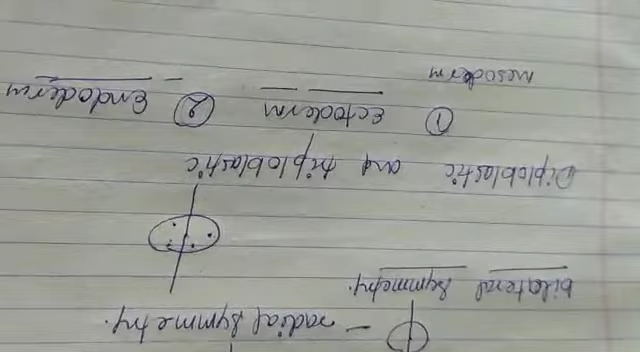 - radial symmetry.
bilateral symmetry.
Diploblastic and triploblastic
① Ectoderm ② Endoderm
mesoderm